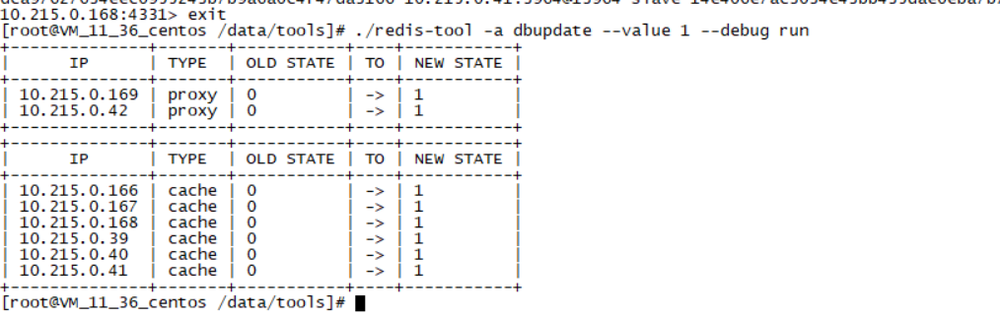 10.215.0.168:4331> exit
[root@VM_11_36_centos /data/tools]# ./redis-tool -a dbupdate --value 1 --debug run
+--------------+-------+-----------+----+-----------+
| IP | TYPE | OLD STATE | TO | NEW STATE |
+--------------+-------+-----------+----+-----------+
| 10.215.0.169 | proxy | 0 | -> | 1 |
| 10.215.0.42 | proxy | 0 | -> | 1 |
+--------------+-------+-----------+----+-----------+
+--------------+-------+-----------+----+-----------+
| IP | TYPE | OLD STATE | TO | NEW STATE |
+--------------+-------+-----------+----+-----------+
| 10.215.0.166 | cache | 0 | -> | 1 |
| 10.215.0.167 | cache | 0 | -> | 1 |
| 10.215.0.168 | cache | 0 | -> | 1 |
| 10.215.0.39 | cache | 0 | -> | 1 |
| 10.215.0.40 | cache | 0 | -> | 1 |
| 10.215.0.41 | cache | 0 | -> | 1 |
+--------------+-------+-----------+----+-----------+
[root@VM_11_36_centos /data/tools]#